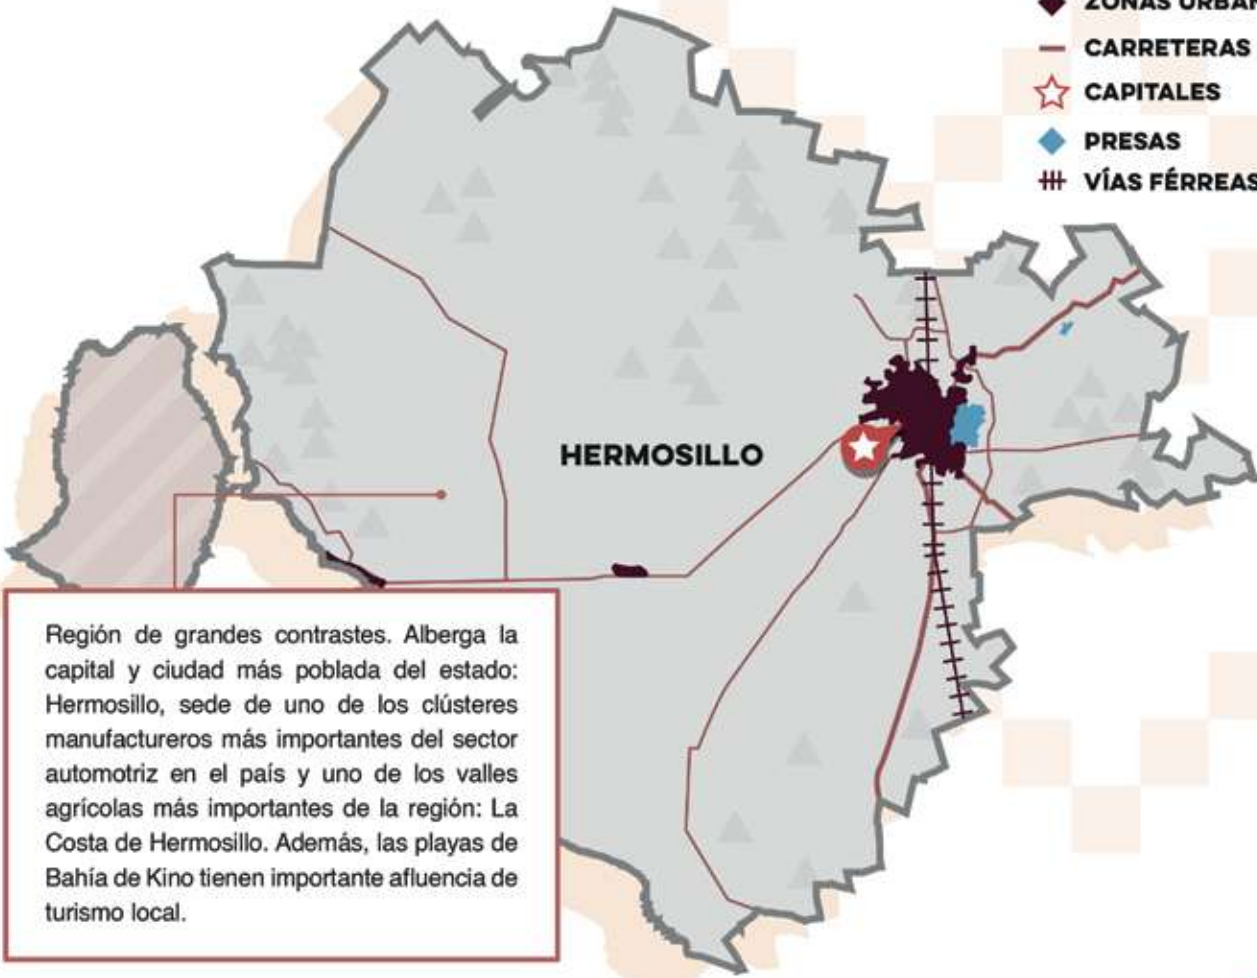 CARRETERAS
CAPITALES
PRESAS
VÍAS FÉRREAS
HERMOSILLO
Región de grandes contrastes. Alberga la
capital y ciudad más poblada del estado:
Hermosillo, sede de uno de los clústeres
manufactureros más importantes del sector
automotriz en el país y uno de los valles
agrícolas más importantes de la región: La
Costa de Hermosillo. Además, las playas de
Bahía de Kino tienen importante afluencia de
turismo local.